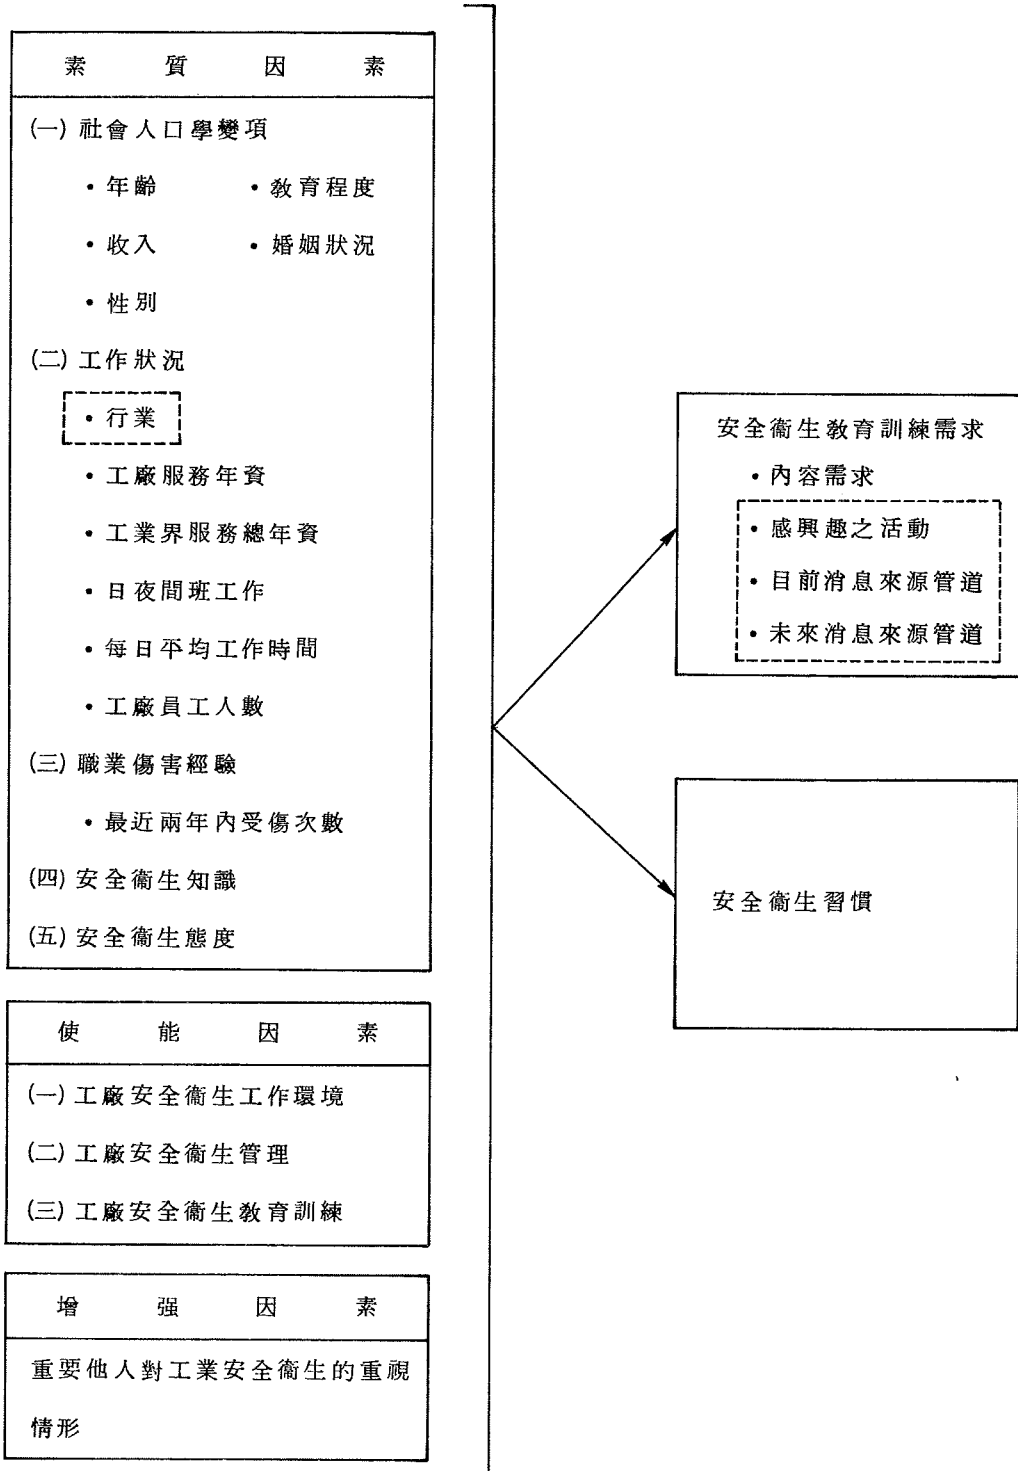 素質因素
(一) 社會人口學變項
• 年齡 • 教育程度
• 收入 • 婚姻狀況
• 性別
(二) 工作狀況
• 行業
• 工廠服務年資
• 工業界服務總年資
• 日夜間班工作
• 每日平均工作時間
• 工廠員工人數
(三) 職業傷害經驗
• 最近兩年內受傷次數
(四) 安全衞生知識
(五) 安全衞生態度
使能因素
(一) 工廠安全衞生工作環境
(二) 工廠安全衞生管理
(三) 工廠安全衞生教育訓練
增强因素
重要他人對工業安全衞生的重視
情形
安全衞生教育訓練需求
• 內容需求
• 感興趣之活動
• 目前消息來源管道
• 未來消息來源管道
安全衞生習慣